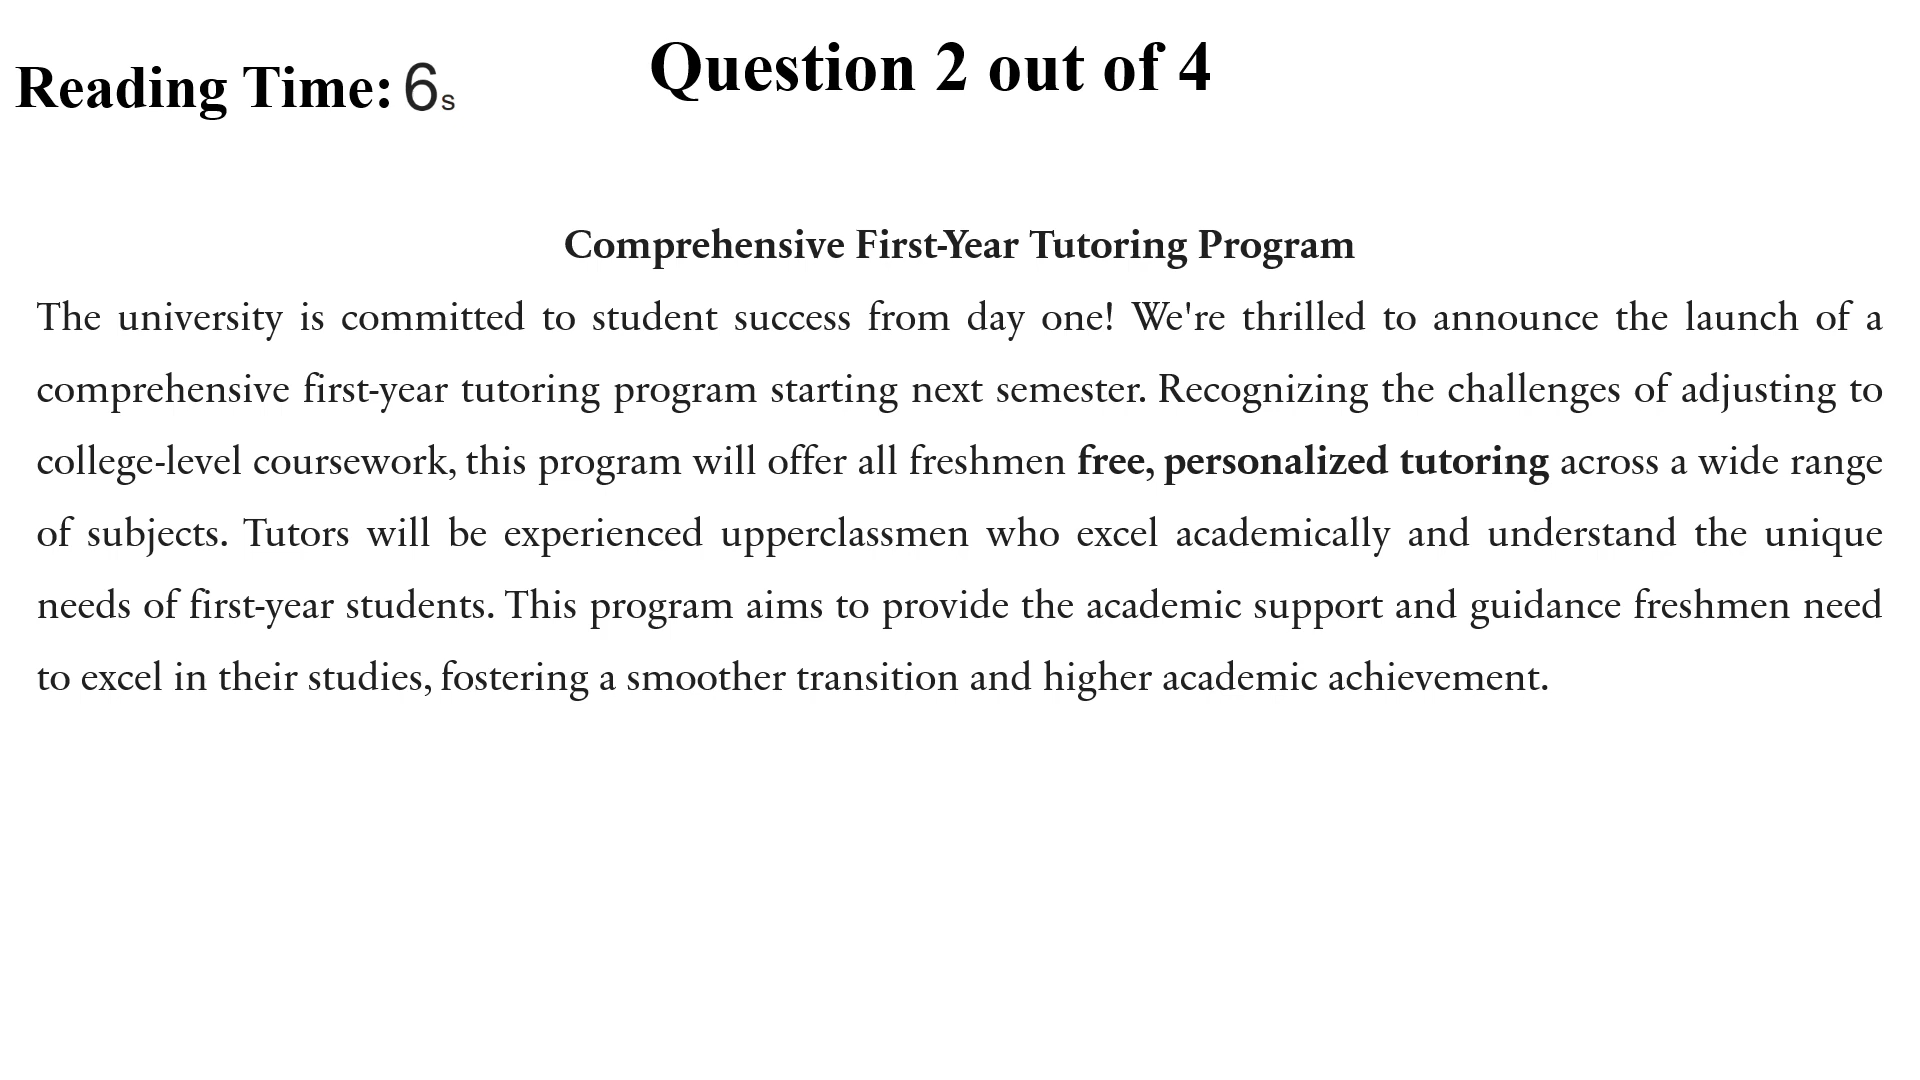 Reading Time: 6s
Question 2 out of 4
Comprehensive First-Year Tutoring Program
The university is committed to student success from day one! We're thrilled to announce the launch of a
comprehensive first-year tutoring program starting next semester. Recognizing the challenges of adjusting to
college-level coursework, this program will offer all freshmen free, personalized tutoring across a wide range
of subjects. Tutors will be experienced upperclassmen who excel academically and understand the unique
needs of first-year students. This program aims to provide the academic support and guidance freshmen need
to excel in their studies, fostering a smoother transition and higher academic achievement.